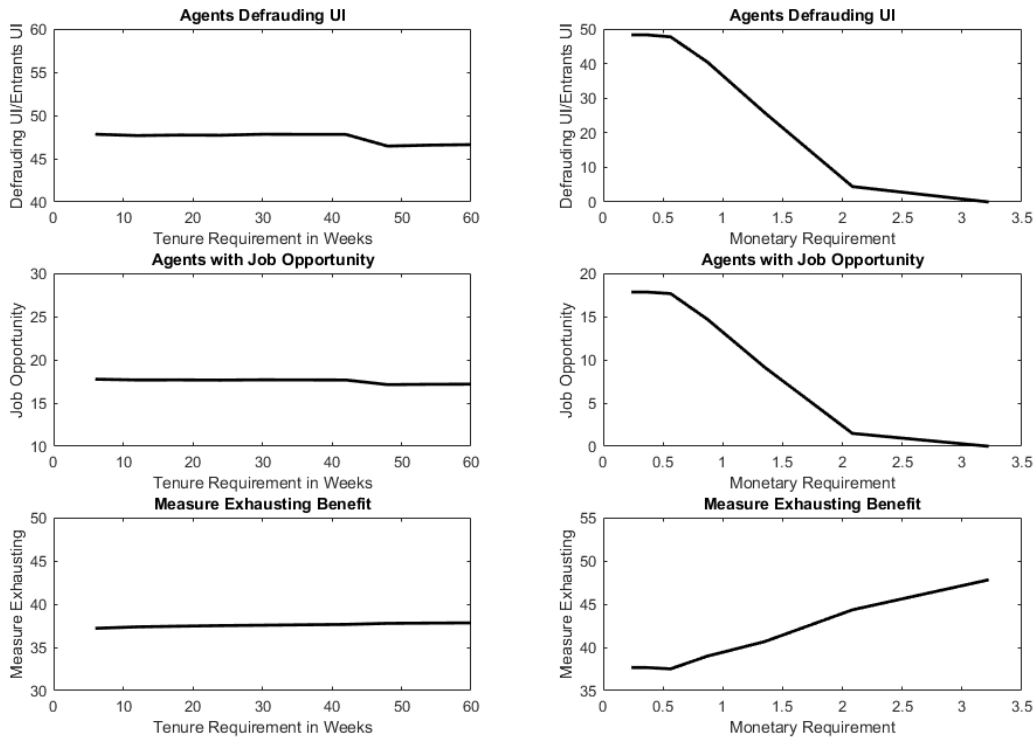 Agents Defrauding UI
Defrauding UI/Entrants UI
60
55
50
45
40
0 10 20 30 40 50 60
Tenure Requirement in Weeks
Agents Defrauding UI
Defrauding UI/Entrants UI
50
40
30
20
10
0
0 0.5 1 1.5 2 2.5 3 3.5
Monetary Requirement
Agents with Job Opportunity
Job Opportunity
30
25
20
15
10
0 10 20 30 40 50 60
Tenure Requirement in Weeks
Agents with Job Opportunity
Job Opportunity
20
15
10
5
0
0 0.5 1 1.5 2 2.5 3 3.5
Monetary Requirement
Measure Exhausting Benefit
Measure Exhausting
50
45
40
35
30
0 10 20 30 40 50 60
Tenure Requirement in Weeks
Measure Exhausting Benefit
Measure Exhausting
55
50
45
40
35
0 0.5 1 1.5 2 2.5 3 3.5
Monetary Requirement